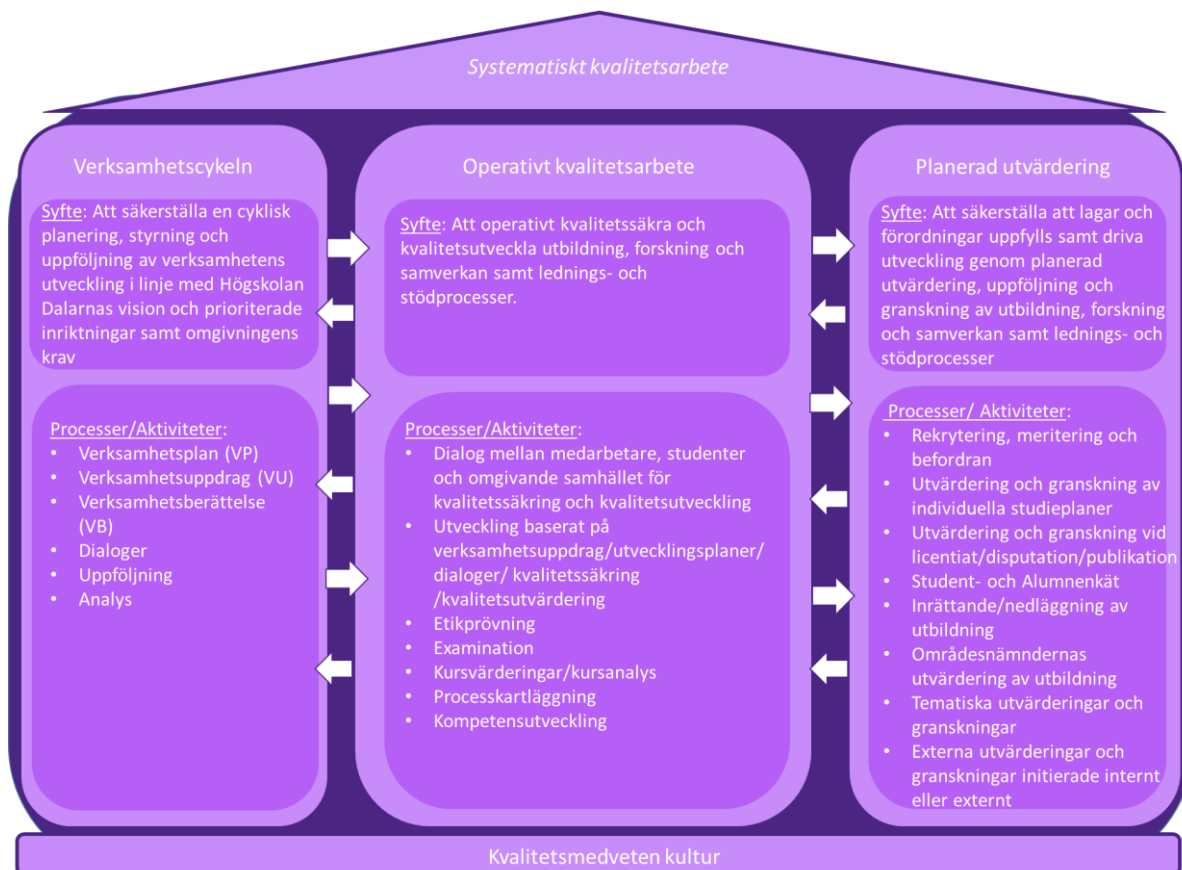 Systematiskt kvalitetsarbete
Verksamhetscykeln
Syfte: Att säkerställa en cyklisk
planering, styrning och
uppföljning av verksamhetens
utveckling i linje med Högskolan
Dalarnas vision och prioriterade
inriktningar samt omgivningens
krav
Processer/Aktiviteter:
• Verksamhetsplan (VP)
• Verksamhetsuppdrag (VU)
• Verksamhetsberättelse
(VB)
• Dialoger
• Uppföljning
• Analys
Operativt kvalitetsarbete
Syfte: Att operativt kvalitetssäkra och
kvalitetsutveckla utbildning, forskning och
samverkan samt lednings- och
stödprocesser.
Processer/Aktiviteter:
• Dialog mellan medarbetare, studenter
och omgivande samhället för
kvalitetssäkring och kvalitetsutveckling
• Utveckling baserat på
verksamhetsuppdrag/utvecklingsplaner/
dialoger/ kvalitetssäkring
/kvalitetsutvärdering
• Etikprövning
• Examination
• Kursvärderingar/kursanalys
• Processkartläggning
• Kompetensutveckling
Planerad utvärdering
Syfte: Att säkerställa att lagar och
förordningar uppfylls samt driva
utveckling genom planerad
utvärdering, uppföljning och
granskning av utbildning, forskning
och samverkan samt lednings- och
stödprocesser
Processer/ Aktiviteter:
• Rekrytering, meritering och
befordran
• Utvärdering och granskning av
individuella studieplaner
• Utvärdering och granskning vid
licentiat/disputation/publikation
• Student- och Alumnenkät
• Inrättande/nedläggning av
utbildning
• Områdesnämndernas
utvärdering av utbildning
• Tematiska utvärderingar och
granskningar
• Externa utvärderingar och
granskningar initierade internt
eller externt
Kvalitetsmedveten kultur